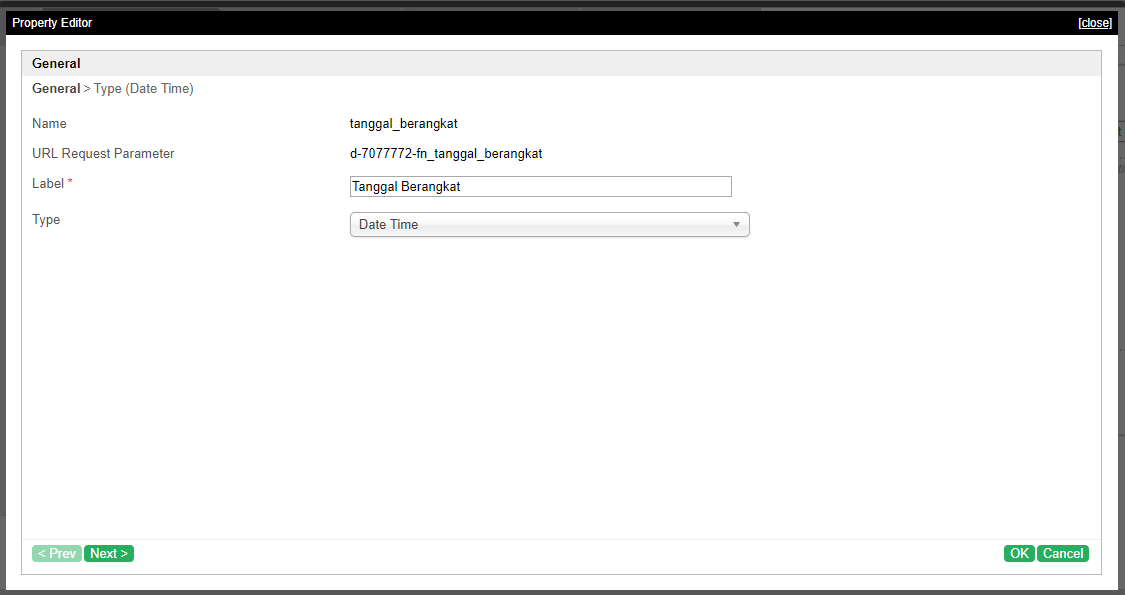 Property Editor [close]
General
General > Type (Date Time)
Name tanggal_berangkat
URL Request Parameter d-7077772-fn_tanggal_berangkat
Label * Tanggal Berangkat
Type Date Time
< Prev Next > OK Cancel